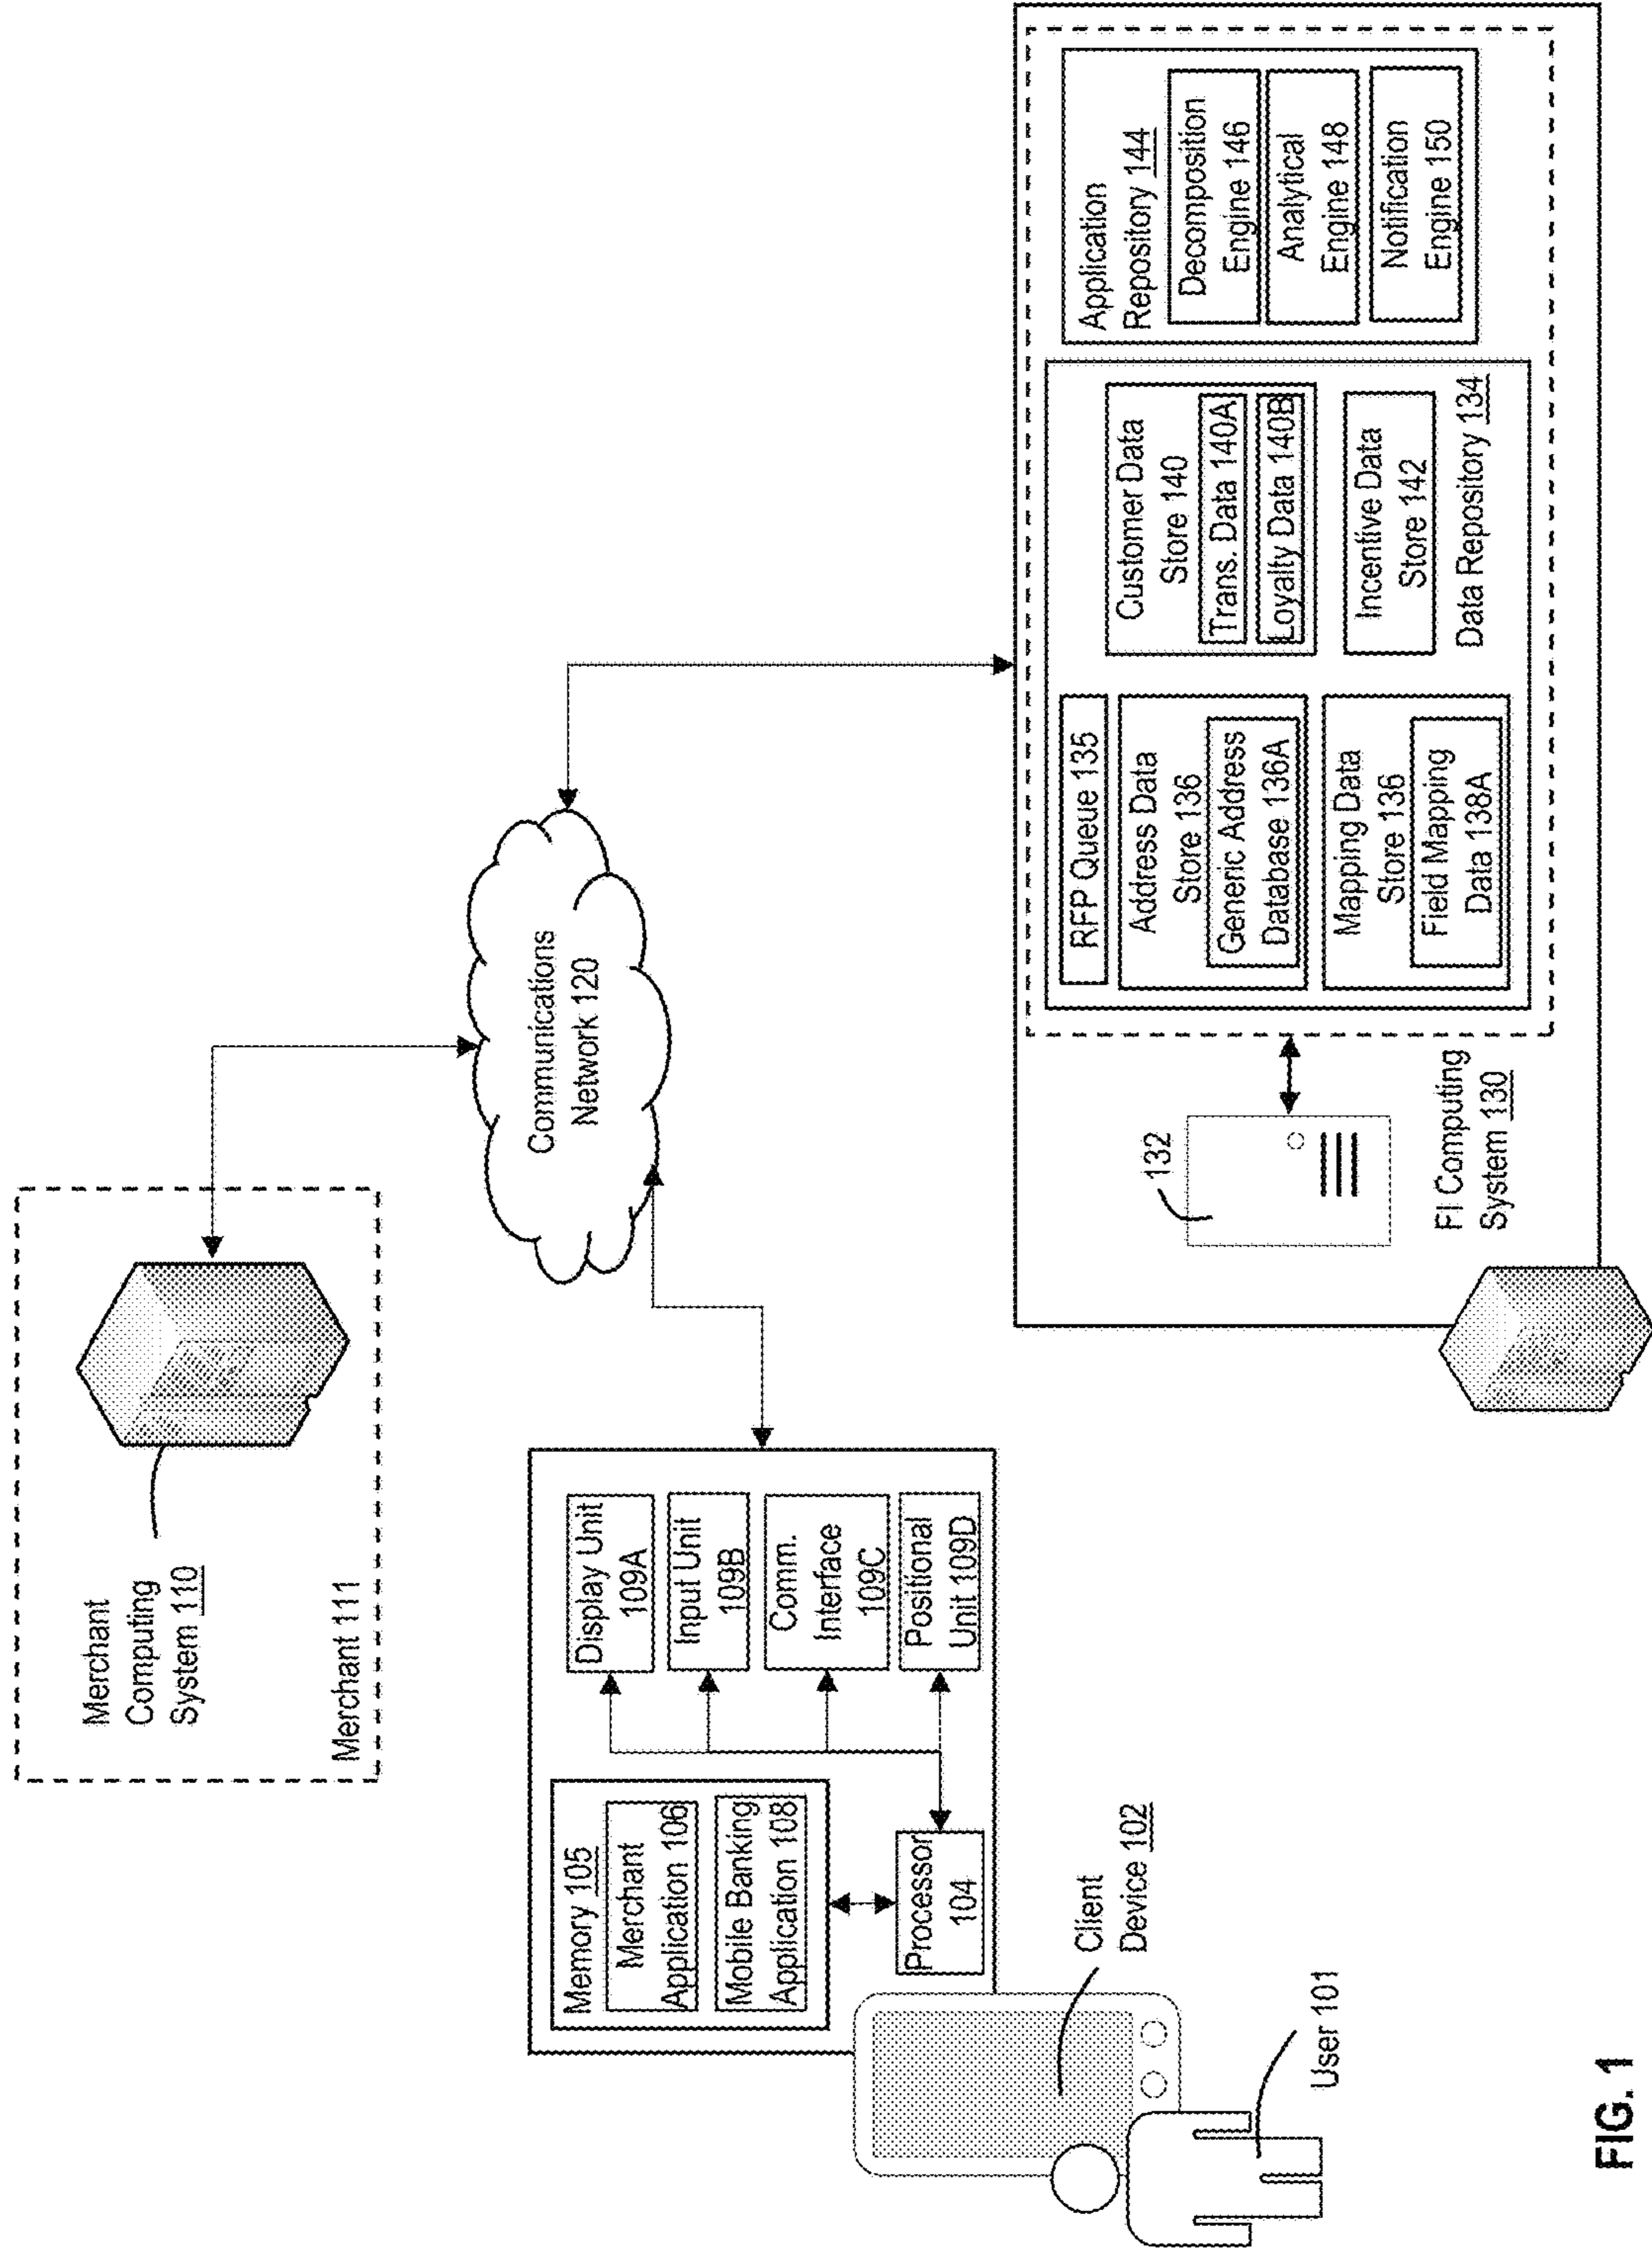 Merchant
Computing
System 110
Merchant 111
Communications
Network 120
Memory 105
Merchant
Application 106
Mobile Banking
Application 108
Processor
104
Display Unit
109A
Input Unit
109B
Comm.
Interface
109C
Positional
Unit 109D
Client
Device 102
User 101
132
FI Computing
System 130
RFP Queue 135
Address Data
Store 136
Generic Address
Database 136A
Mapping Data
Store 136
Field Mapping
Data 138A
Customer Data
Store 140
Trans. Data 140A
Loyalty Data 140B
Incentive Data
Store 142
Data Repository 134
Application
Repository 144
Decomposition
Engine 146
Analytical
Engine 148
Notification
Engine 150
FIG. 1